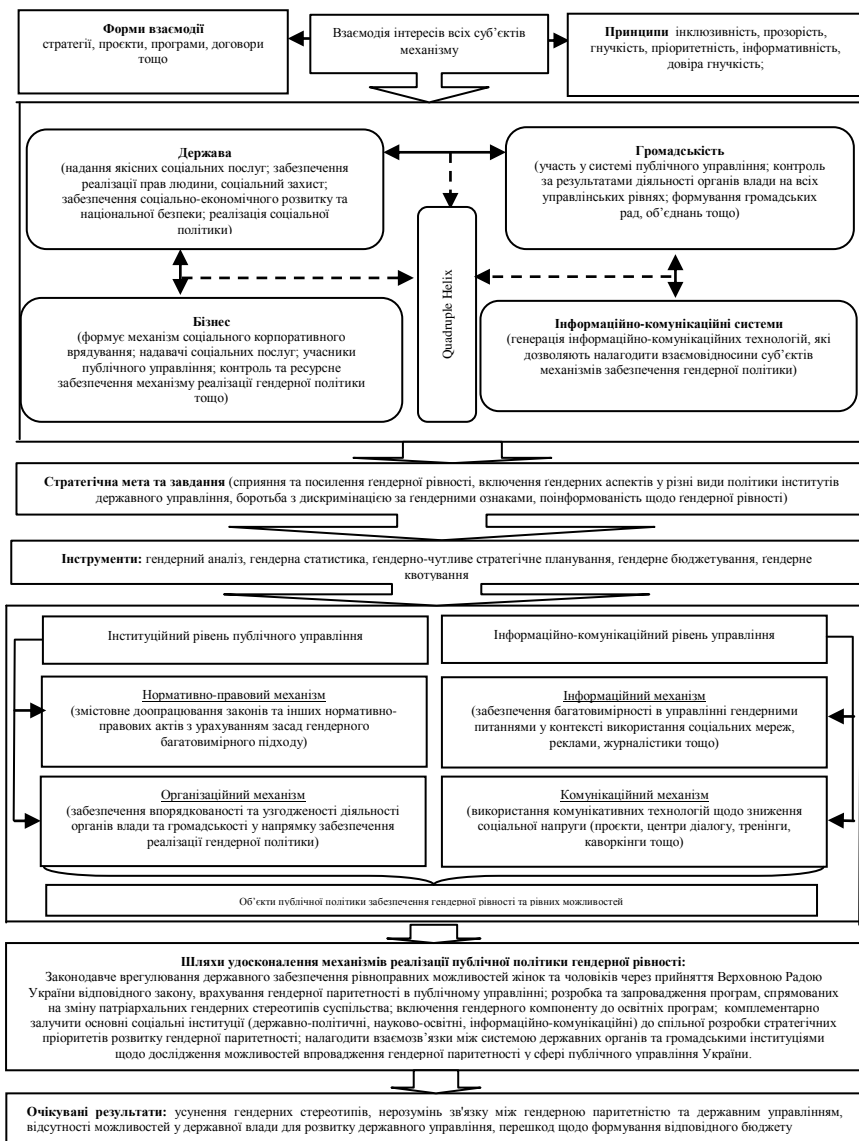 Форми взаємодії
стратегії, проєкти, програми, договори
тощо
Взаємодія інтересів всіх суб’єктів
механізму
Принципи інклюзивність, прозорість,
гнучкість, пріоритетність, інформативність,
довіра гнучкість;
Держава
(надання якісних соціальних послуг; забезпечення
реалізації прав людини, соціальний захист;
забезпечення соціально-економічного розвитку та
національної безпеки; реалізація соціальної
політики)
Громадськість
(участь у системі публічного управління; контроль
за результатами діяльності органів влади на всіх
управлінських рівнях; формування громадських
рад, об’єднань тощо)
Quadruple Helix
Бізнес
(формує механізм соціального корпоративного
врядування; надавачі соціальних послуг; учасники
публічного управління; контроль та ресурсне
забезпечення механізму реалізації гендерної політики
тощо)
Інформаційно-комунікаційні системи
(генерація інформаційно-комунікаційних технологій, які
дозволяють налагодити взаємовідносини суб’єктів
механізмів забезпечення гендерної політики)
Стратегічна мета та завдання (сприяння та посилення ґендерної рівності, включення ґендерних аспектів у різні види політики інститутів
державного управління, боротьба з дискримінацією за ґендерними ознаками, поінформованість щодо ґендерної рівності)
Інструменти: гендерний аналіз, гендерна статистика, ґендерно-чутливе стратегічне планування, ґендерне бюджетування, ґендерне
квотування
Інституційний рівень публічного управління
Інформаційно-комунікаційний рівень управління
Нормативно-правовий механізм
(змістовне доопрацювання законів та інших нормативно-
правових актів з урахуванням засад гендерного
багатовимірного підходу)
Інформаційний механізм
(забезпечення багатовимірності в управлінні гендерними
питаннями у контексті використання соціальних мереж,
реклами, журналістики тощо)
Організаційний механізм
(забезпечення впорядкованості та узгодженості діяльності
органів влади та громадськості у напрямку забезпечення
реалізації гендерної політики)
Комунікаційний механізм
(використання комунікативних технологій щодо зниження
соціальної напруги (проєкти, центри діалогу, тренінги,
каворкінги тощо)
Об’єкти публічної політики забезпечення гендерної рівності та рівних можливостей
Шляхи удосконалення механізмів реалізації публічної політики гендерної рівності:
Законодавче врегулювання державного забезпечення рівноправних можливостей жінок та чоловіків через прийняття Верховною Радою
України відповідного закону, врахування гендерної паритетності в публічному управлінні; розробка та запровадження програм, спрямованих
на зміну патріархальних гендерних стереотипів суспільства; включення гендерного компоненту до освітніх програм; комплементарно
залучити основні соціальні інституції (державно-політичні, науково-освітні, інформаційно-комунікаційні) до спільної розробки стратегічних
пріоритетів розвитку гендерної паритетності; налагодити взаємозв’язки між системою державних органів та громадськими інституціями
щодо дослідження можливостей впровадження гендерної паритетності у сфері публічного управління України.
Очікувані результати: усунення гендерних стереотипів, нерозумінь зв'язку між гендерною паритетністю та державним управлінням,
відсутності можливостей у державної влади для розвитку державного управління, перешкод щодо формування відповідного бюджету